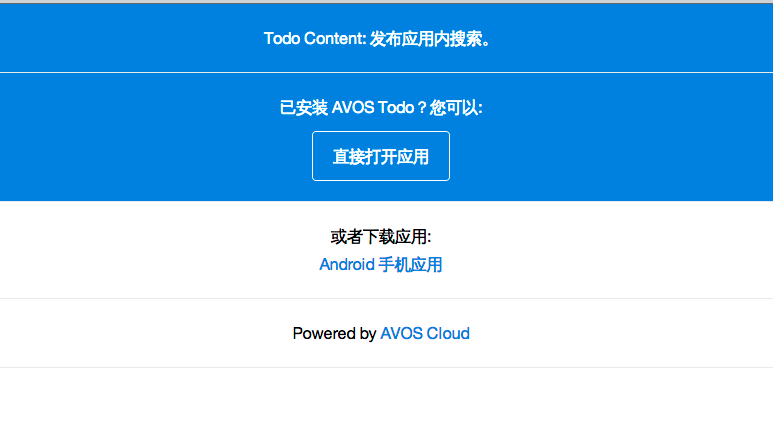 Todo Content: 发布应用内搜索。
已安装 AVOS Todo？您可以:
直接打开应用
或者下载应用:
Android 手机应用
Powered by AVOS Cloud